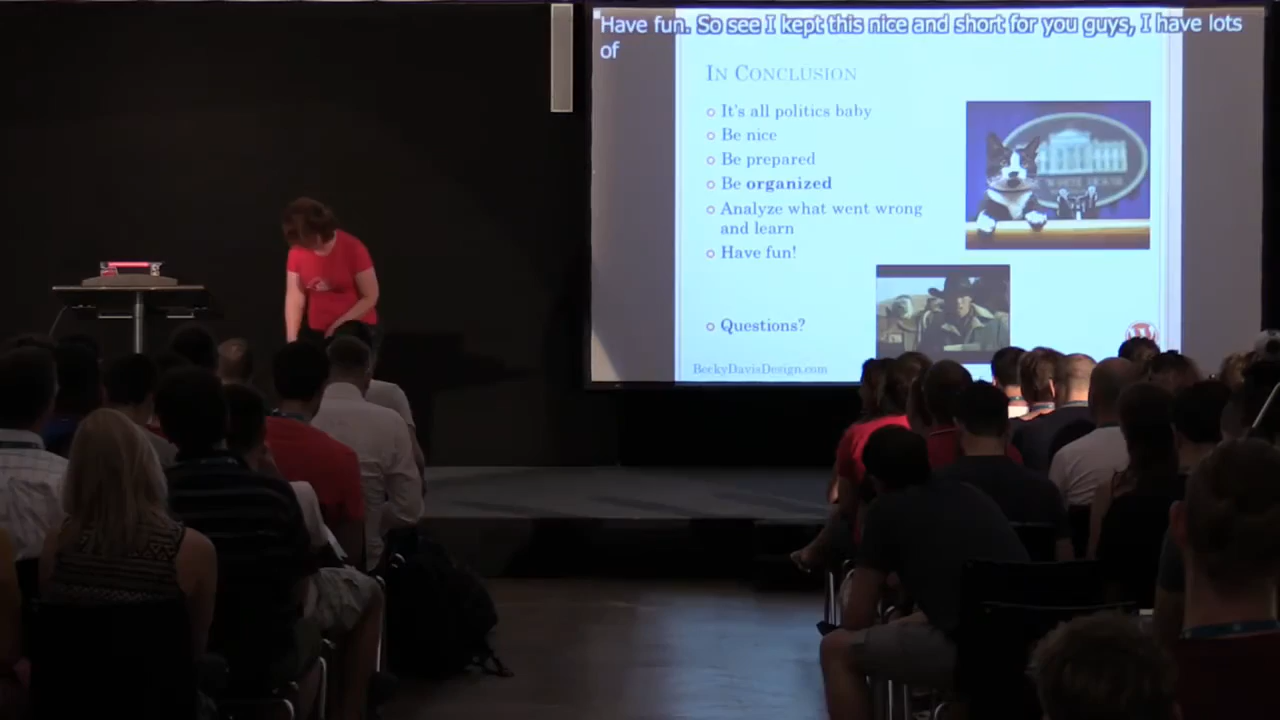 Have fun. So see I kept this nice and short for you guys, I have lots
of
IN CONCLUSION
It's all politics baby
Be nice
Be prepared
Be organized
Analyze what went wrong
and learn
Have fun!
Questions?
BeckyDavisDesign.com
WHITE HOUSE